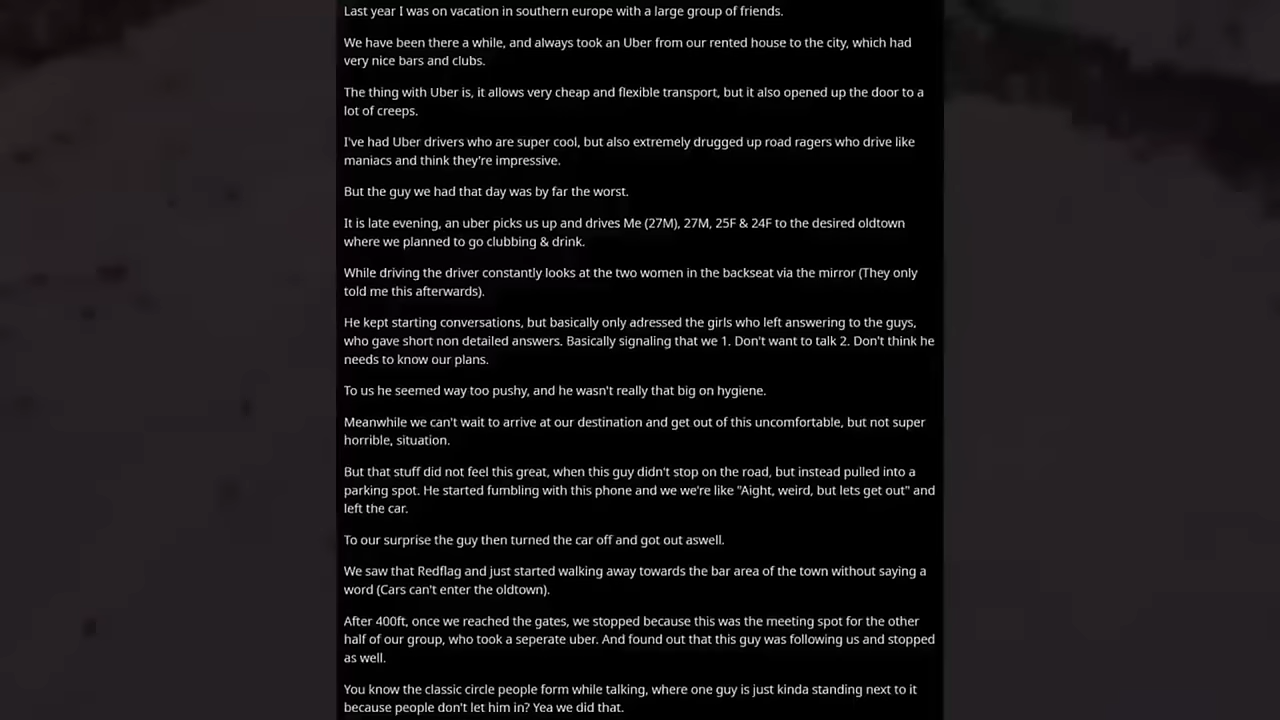 Last year I was on vacation in southern europe with a large group of friends.
We have been there a while, and always took an Uber from our rented house to the city, which had
very nice bars and clubs.
The thing with Uber is, it allows very cheap and flexible transport, but it also opened up the door to a
lot of creeps.
I've had Uber drivers who are super cool, but also extremely drugged up road ragers who drive like
maniacs and think they're impressive.
But the guy we had that day was by far the worst.
It is late evening, an uber picks us up and drives Me (27M), 27M, 25F & 24F to the desired oldtown
where we planned to go clubbing & drink.
While driving the driver constantly looks at the two women in the backseat via the mirror (They only
told me this afterwards).
He kept starting conversations, but basically only adressed the girls who left answering to the guys,
who gave short non detailed answers. Basically signaling that we 1. Don't want to talk 2. Don't think he
needs to know our plans.
To us he seemed way too pushy, and he wasn't really that big on hygiene.
Meanwhile we can't wait to arrive at our destination and get out of this uncomfortable, but not super
horrible, situation.
But that stuff did not feel this great, when this guy didn't stop on the road, but instead pulled into a
parking spot. He started fumbling with this phone and we we're like "Aight, weird, but lets get out" and
left the car.
To our surprise the guy then turned the car off and got out aswell.
We saw that Redflag and just started walking away towards the bar area of the town without saying a
word (Cars can't enter the oldtown).
After 400ft, once we reached the gates, we stopped because this was the meeting spot for the other
half of our group, who took a seperate uber. And found out that this guy was following us and stopped
as well.
You know the classic circle people form while talking, where one guy is just kinda standing next to it
because people don't let him in? Yea we did that.